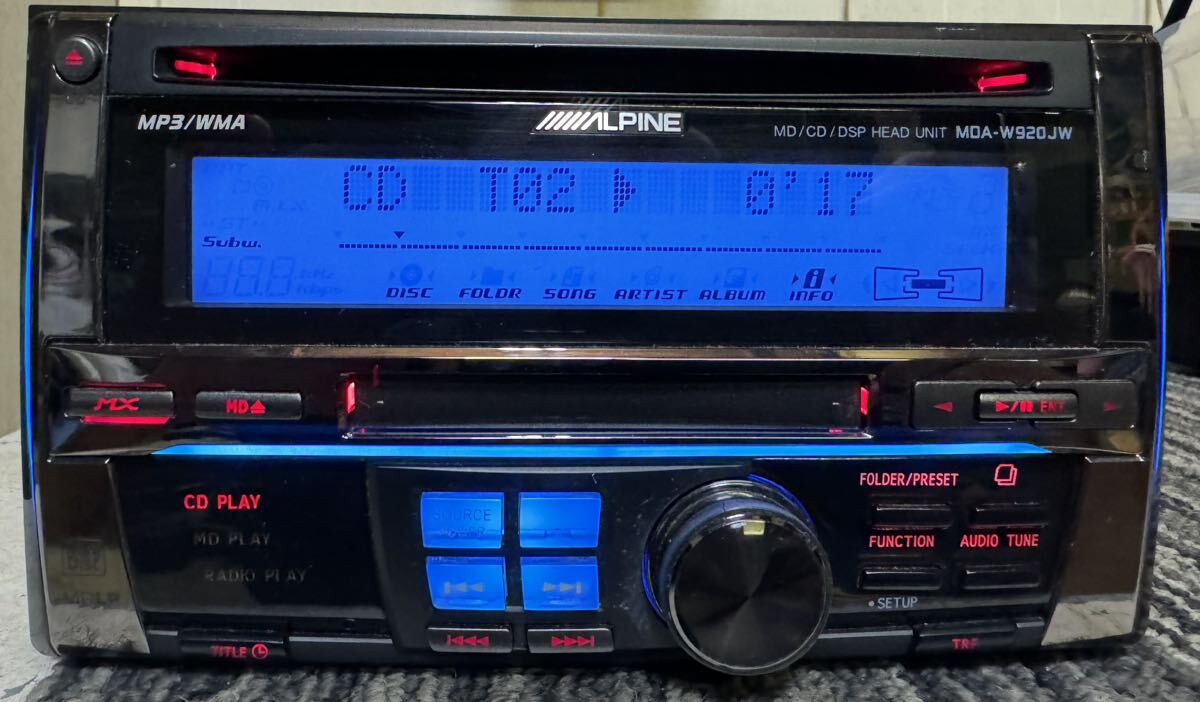 MP3/WMA
ALPINE
MD/CD/DSP HEAD UNIT MDA-W920JW
CD T02 0'17
Subw.
DISC FOLDR SONG ARTIST ALBUM INFO
MX
MD
ENT
FOLDER/PRESET
CD PLAY
SOURCE
POWER
MD PLAY
FUNCTION
AUDIO TUNE
RADIO PLAY
MDLP
SETUP
TITLE